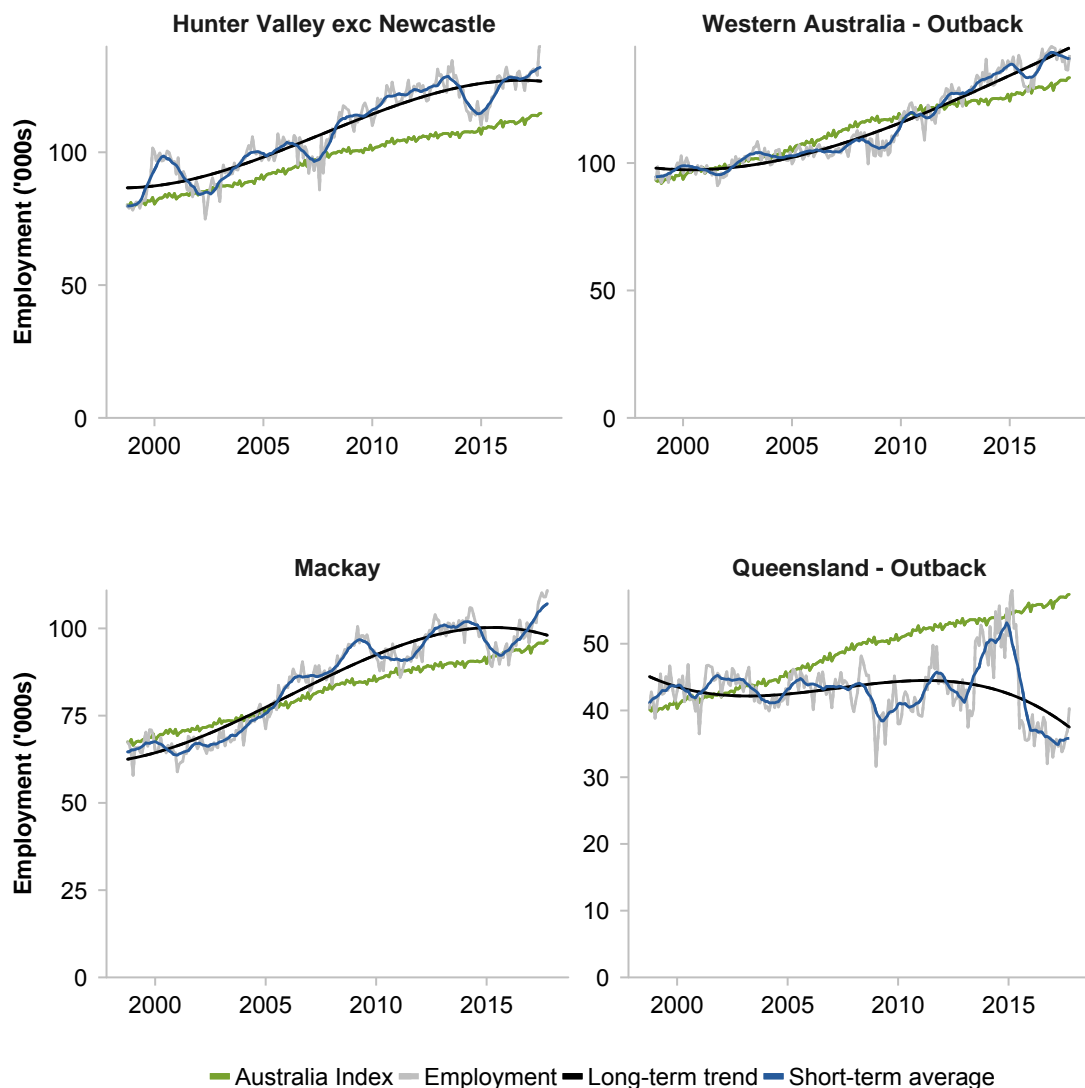 Hunter Valley exc Newcastle
Western Australia - Outback
Employment ('000s)
100
50
0
2000 2005 2010 2015
100
50
0
2000 2005 2010 2015
Mackay
Queensland - Outback
Employment ('000s)
100
75
50
25
0
2000 2005 2010 2015
50
40
30
20
10
0
2000 2005 2010 2015
Australia Index Employment Long-term trend Short-term average